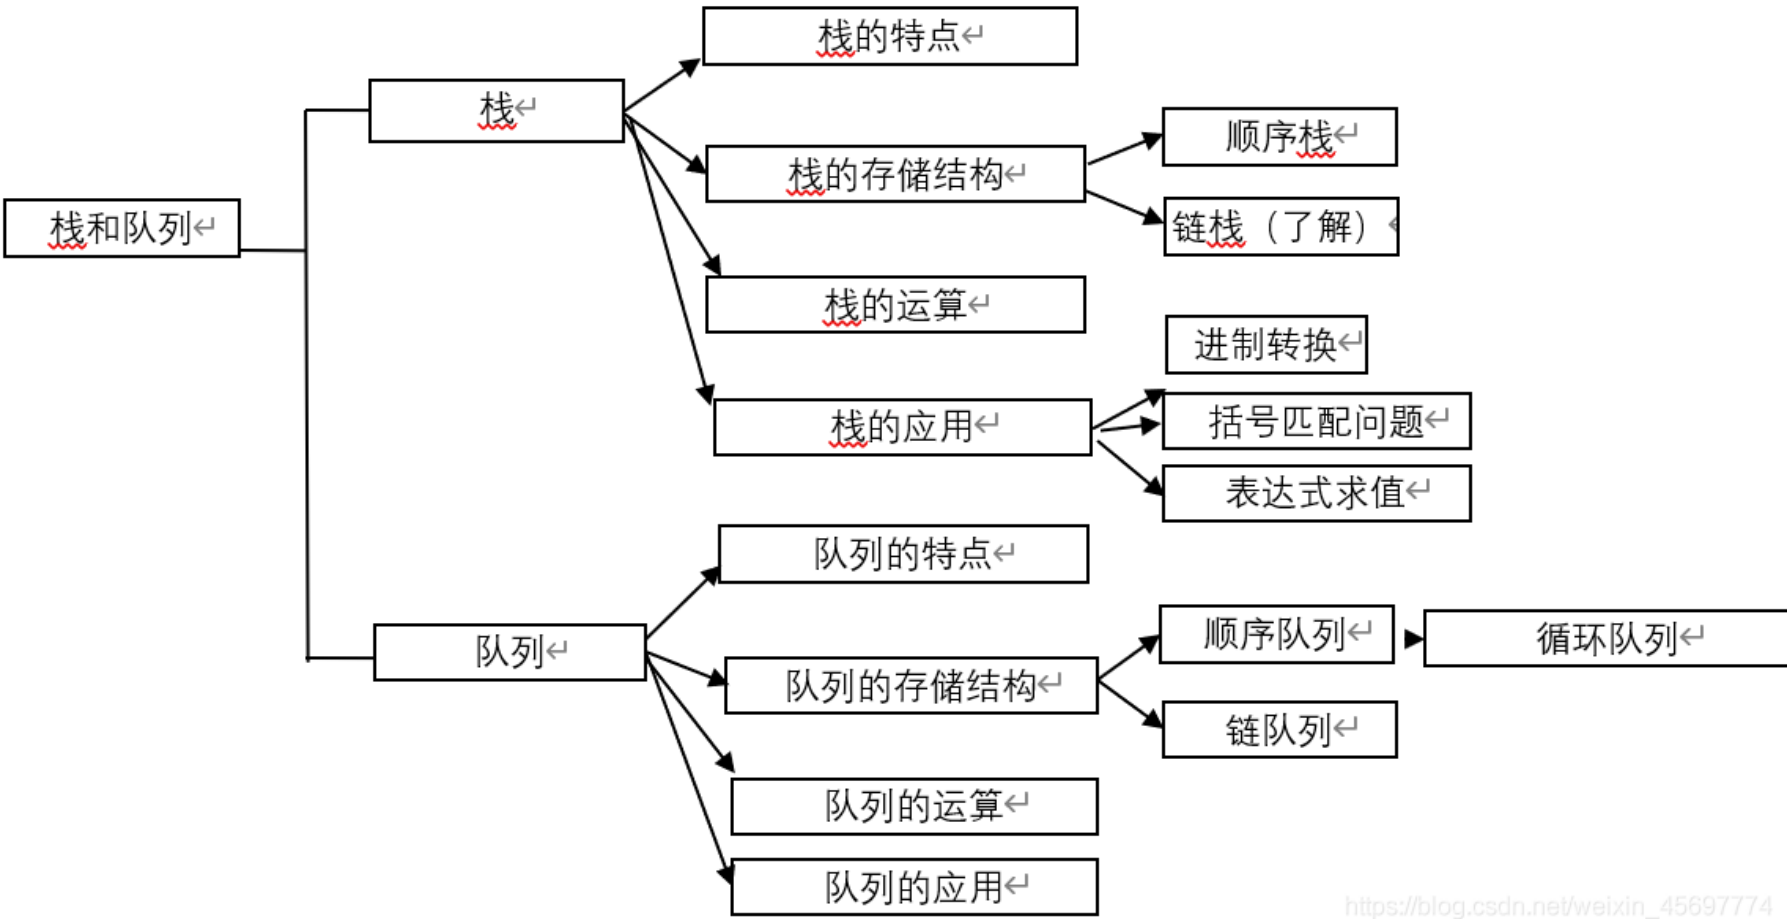 栈和队列
栈
栈的特点
栈的存储结构
顺序栈
链栈（了解）
栈的运算
栈的应用
进制转换
括号匹配问题
表达式求值
队列
队列的特点
队列的存储结构
顺序队列
循环队列
链队列
队列的运算
队列的应用
https://blog.csdn.net/weixin_45697774